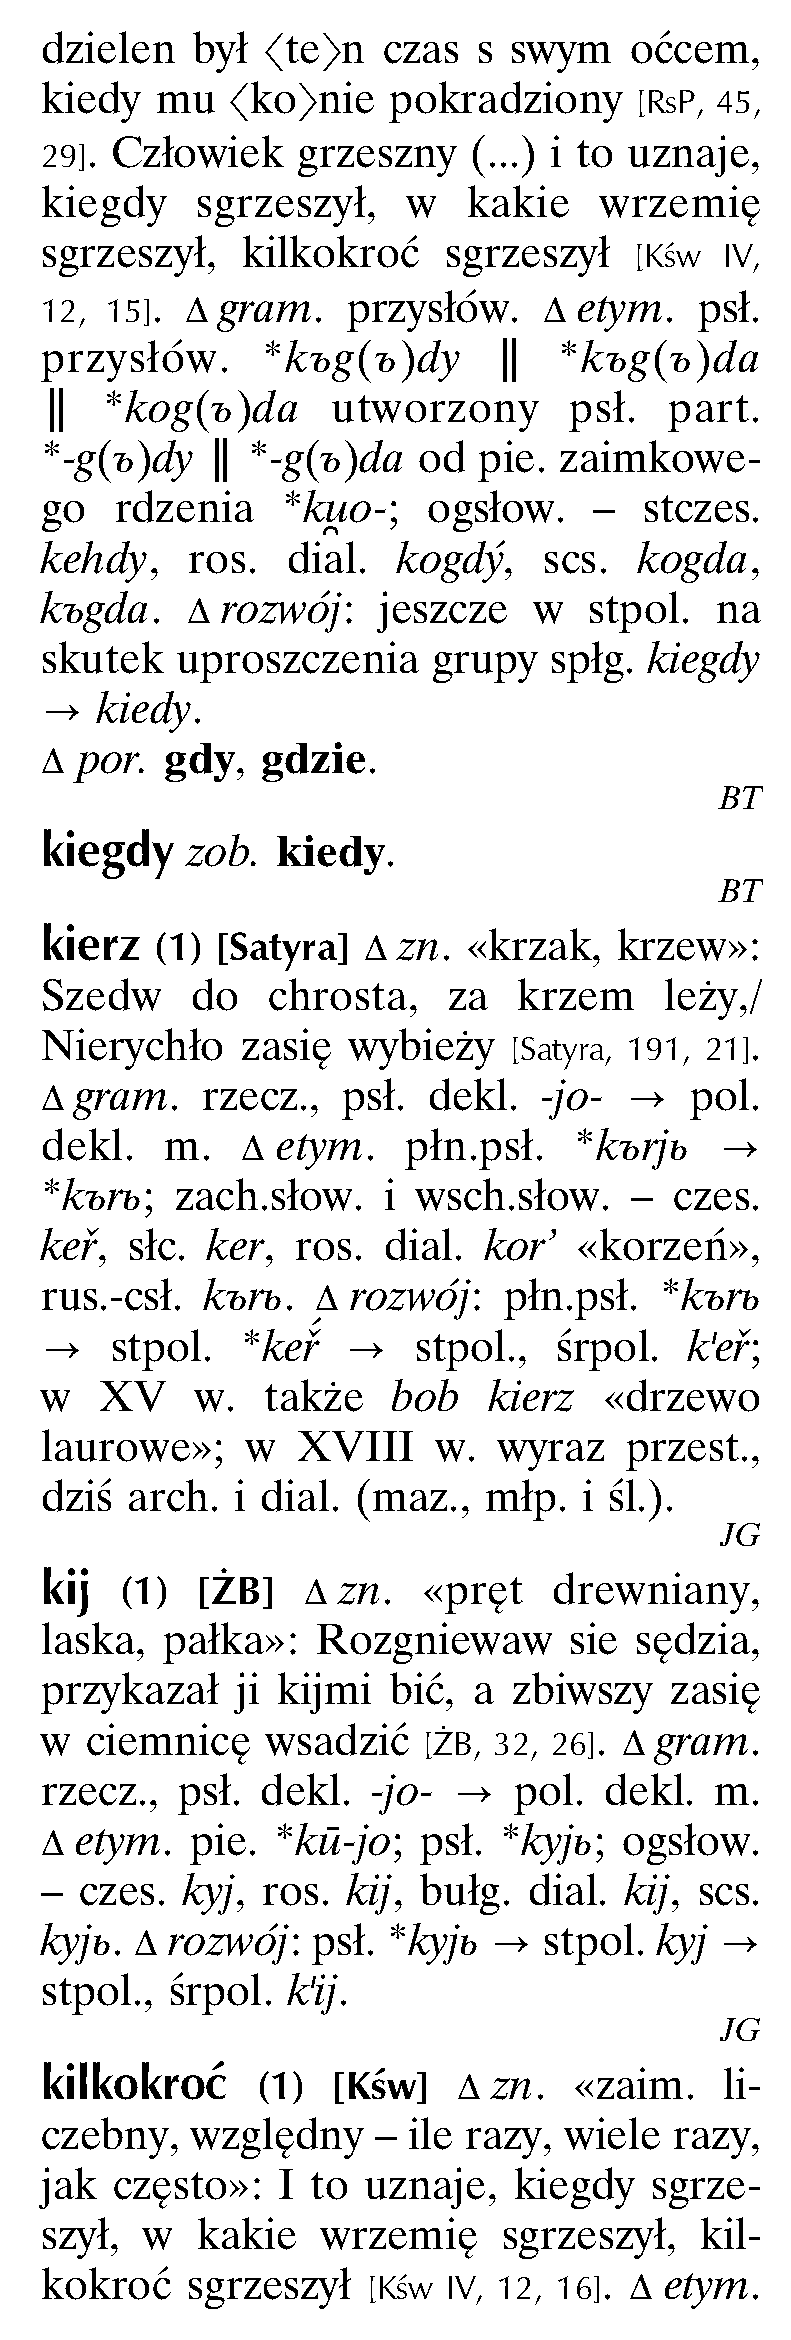 dzielen był ⟨te⟩n czas s swym oćcem,
kiedy mu ⟨ko⟩nie pokradziony [RsP, 45,
29]. Człowiek grzeszny (...) i to uznaje,
kiegdy sgrzeszył, w kakie wrzemię
sgrzeszył, kilkokroć sgrzeszył [Kśw IV,
12, 15]. Δ gram. przysłów. Δ etym. psł.
przysłów. *kъg(ъ)dy ‖ *kъg(ъ)da
‖ *kog(ъ)da utworzony psł. part.
*-g(ъ)dy ‖ *-g(ъ)da od pie. zaimkowe-
go rdzenia *ku̯o-; ogsłow. – stczes.
kehdy, ros. dial. kogdý, scs. kogda,
kъgda. Δ rozwój: jeszcze w stpol. na
skutek uproszczenia grupy spłg. kiegdy
→ kiedy.
Δ por. gdy, gdzie.
BT
kiegdy zob. kiedy.
BT
kierz (1) [Satyra] Δ zn. «krzak, krzew»:
Szedw do chrosta, za krzem leży,/
Nierychło zasię wybieży [Satyra, 191, 21].
Δ gram. rzecz., psł. dekl. -jo- → pol.
dekl. m. Δ etym. płn.psł. *kъrjь →
*kъrь; zach.słow. i wsch.słow. – czes.
keř, słc. ker, ros. dial. kor’ «korzeń»,
rus.-csł. kъrь. Δ rozwój: płn.psł. *kъrь
→ stpol. *keř́ → stpol., śrpol. k'eř;
w XV w. także bob kierz «drzewo
laurowe»; w XVIII w. wyraz przest.,
dziś arch. i dial. (maz., młp. i śl.).
JG
kij (1) [ŻB] Δ zn. «pręt drewniany,
laska, pałka»: Rozgniewaw sie sędzia,
przykazał ji kijmi bić, a zbiwszy zasię
w ciemnicę wsadzić [ŻB, 32, 26]. Δ gram.
rzecz., psł. dekl. -jo- → pol. dekl. m.
Δ etym. pie. *kū-jo; psł. *kyjь; ogsłow.
– czes. kyj, ros. kij, bułg. dial. kij, scs.
kyjь. Δ rozwój: psł. *kyjь → stpol. kyj →
stpol., śrpol. k'ij.
JG
kilkokroć (1) [Kśw] Δ zn. «zaim. li-
czebny, względny – ile razy, wiele razy,
jak często»: I to uznaje, kiegdy sgrze-
szył, w kakie wrzemię sgrzeszył, kil-
kokroć sgrzeszył [Kśw IV, 12, 16]. Δ etym.